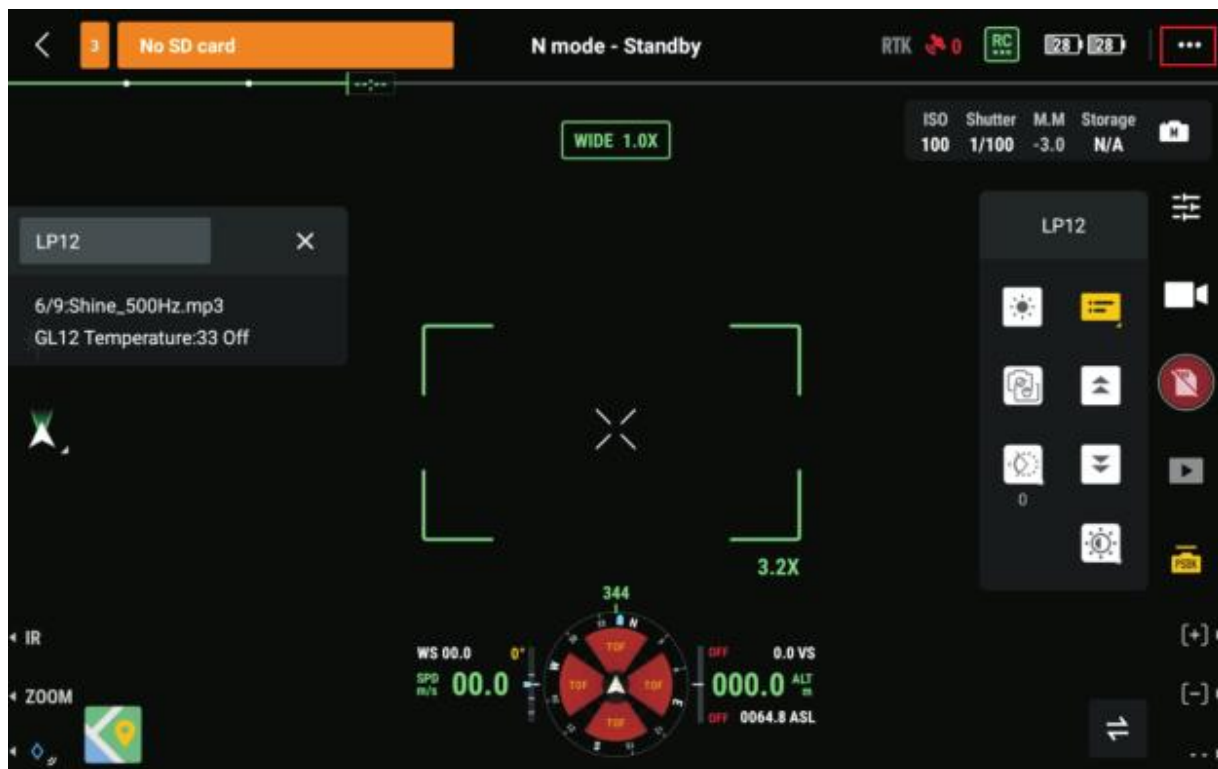 3 No SD card
N mode - Standby
RTK 0 RC 28 28
--:--
WIDE 1.0X
ISO Shutter M.M Storage
100 1/100 -3.0 N/A
M
LP12
6/9:Shine_500Hz.mp3
GL12 Temperature:33 Off
LP12
0
3.2X
PSDK
344
N
W
E
S
TOF
TOF TOF
TOF
WS 00.0 0°
SPD m/s 00.0
OFF 0.0 VS
000.0 ALT m
OFF 0064.8 ASL
IR
ZOOM
[+]
[-]
--